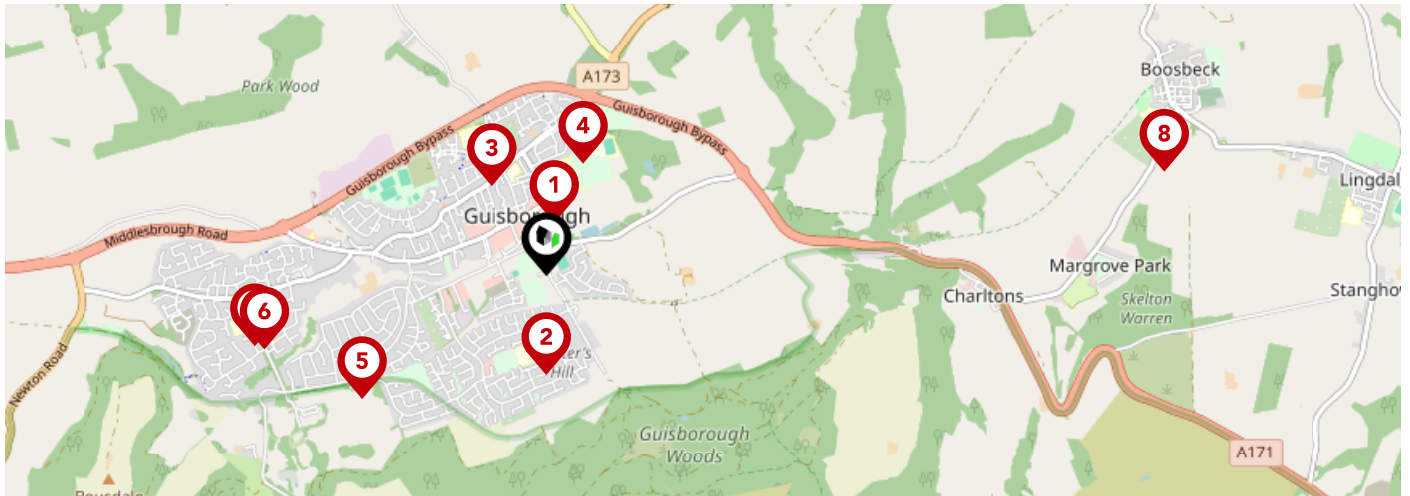 Park Wood
A173
Boosbeck
Guisborough Bypass
Guisborough Bypass
4
8
3
1
Lingdal
Guisborough
Middlesbrough Road
Margrove Park
Charltons
Stangho
Skelton
Warren
6
2
5
Hill
Newton Road
Guisborough
Woods
A171